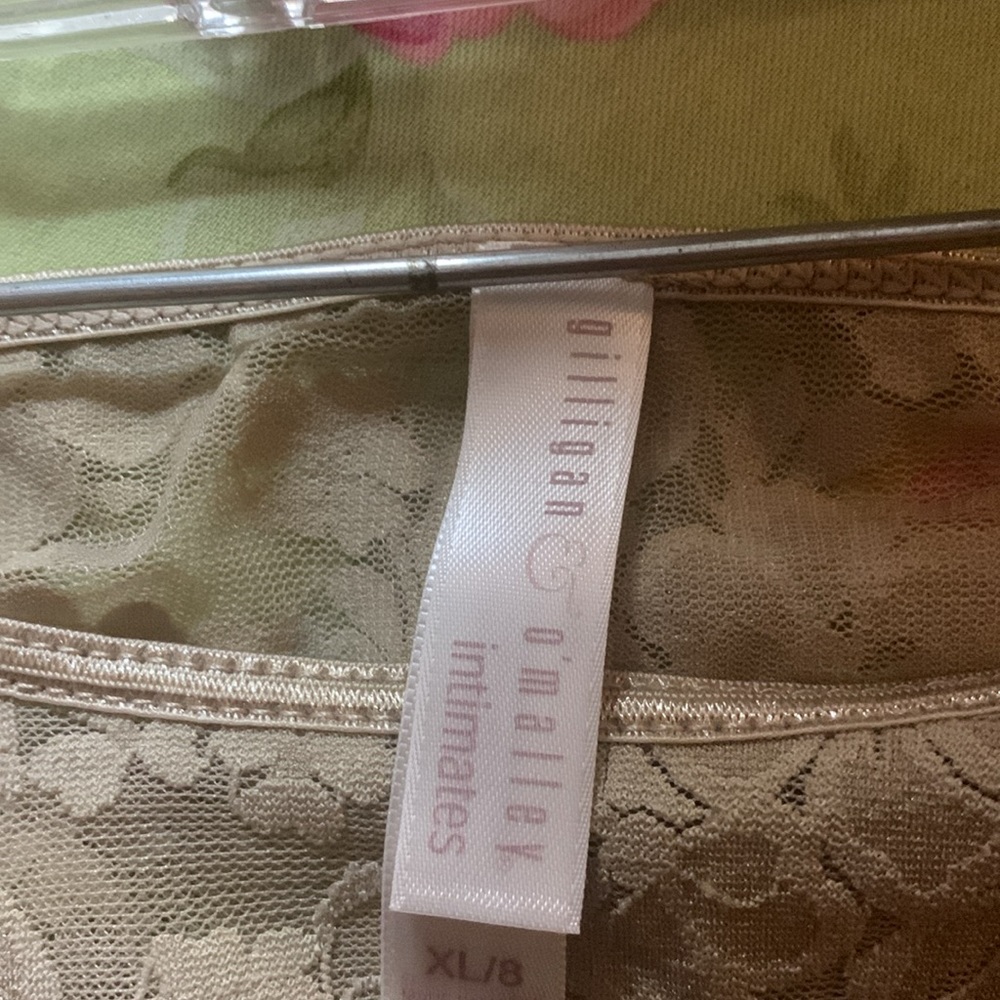 gilligan & o'malley
intimates
XL/8